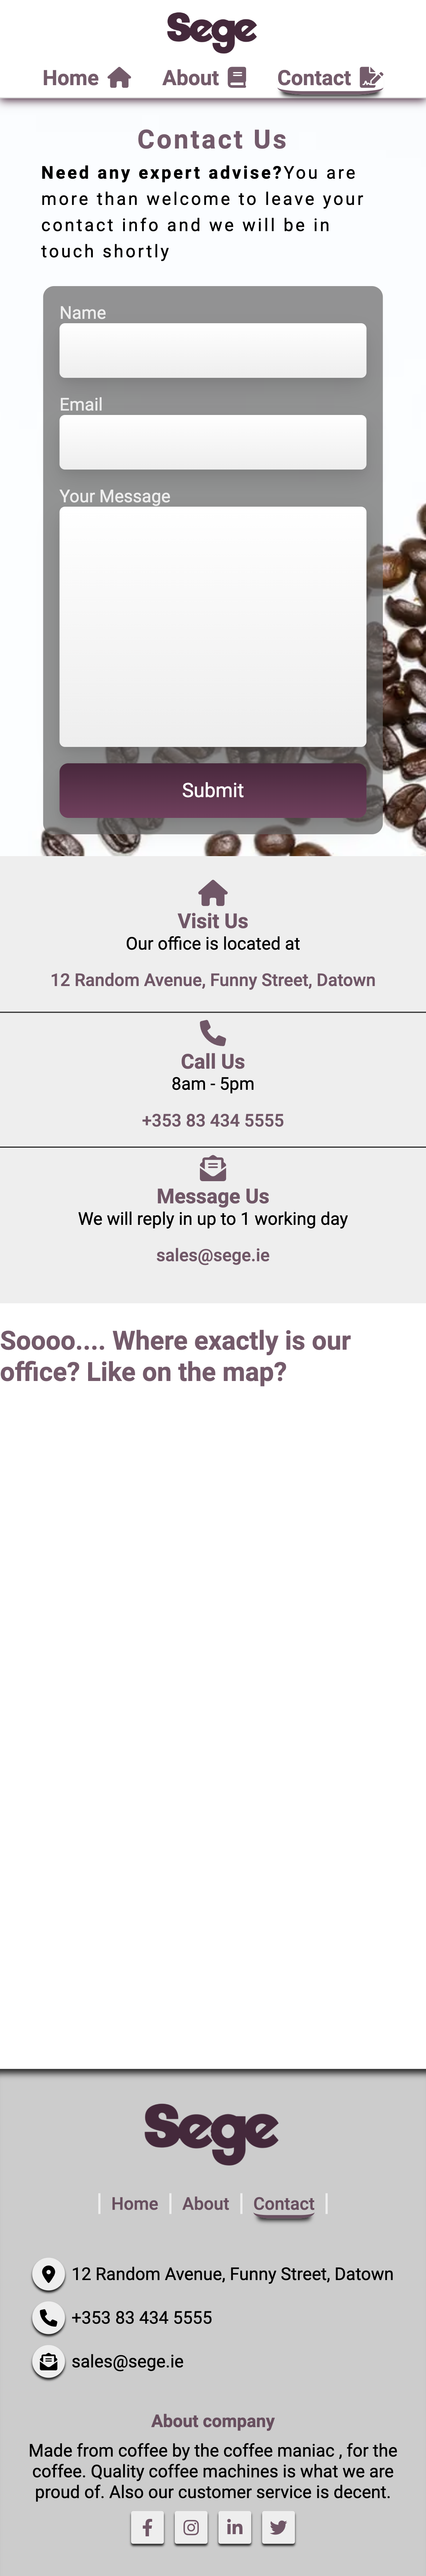 Sege
Home About Contact
Contact Us
Need any expert advise?You are
more than welcome to leave your
contact info and we will be in
touch shortly
Name
Email
Your Message
Submit
Visit Us
Our office is located at
12 Random Avenue, Funny Street, Datown
Call Us
8am - 5pm
+353 83 434 5555
Message Us
We will reply in up to 1 working day
sales@sege.ie
Soooo.... Where exactly is our
office? Like on the map?
Sege
Home About Contact
12 Random Avenue, Funny Street, Datown
+353 83 434 5555
sales@sege.ie
About company
Made from coffee by the coffee maniac , for the
coffee. Quality coffee machines is what we are
proud of. Also our customer service is decent.